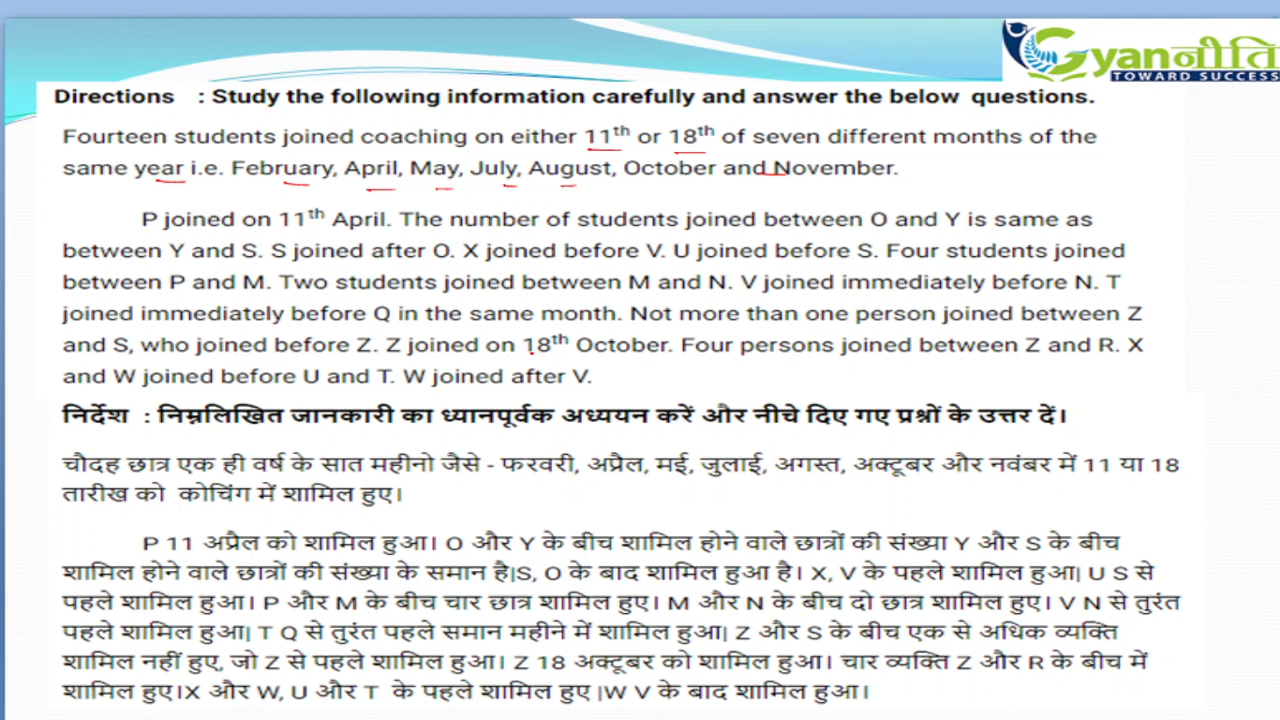 Gyanनीति
TOWARD SUCCESS
Directions : Study the following information carefully and answer the below questions.
Fourteen students joined coaching on either 11th or 18th of seven different months of the
same year i.e. February, April, May, July, August, October and November.
P joined on 11th April. The number of students joined between O and Y is same as
between Y and S. S joined after O. X joined before V. U joined before S. Four students joined
between P and M. Two students joined between M and N. V joined immediately before N. T
joined immediately before Q in the same month. Not more than one person joined between Z
and S, who joined before Z. Z joined on 18th October. Four persons joined between Z and R. X
and W joined before U and T. W joined after V.
निर्देश : निम्नलिखित जानकारी का ध्यानपूर्वक अध्ययन करें और नीचे दिए गए प्रश्नों के उत्तर दें।
चौदह छात्र एक ही वर्ष के सात महीनो जैसे - फरवरी, अप्रैल, मई, जुलाई, अगस्त, अक्टूबर और नवंबर में 11 या 18
तारीख को कोचिंग में शामिल हुए।
P 11 अप्रैल को शामिल हुआ। O और Y के बीच शामिल होने वाले छात्रों की संख्या Y और S के बीच
शामिल होने वाले छात्रों की संख्या के समान है|S, O के बाद शामिल हुआ है। X, V के पहले शामिल हुआ| U S से
पहले शामिल हुआ। P और M के बीच चार छात्र शामिल हुए। M और N के बीच दो छात्र शामिल हुए। V N से तुरंत
पहले शामिल हुआ| T Q से तुरंत पहले समान महीने में शामिल हुआ| Z और S के बीच एक से अधिक व्यक्ति
शामिल नहीं हुए, जो Z से पहले शामिल हुआ। Z 18 अक्टूबर को शामिल हुआ। चार व्यक्ति Z और R के बीच में
शामिल हुए।X और W, U और T के पहले शामिल हुए |W V के बाद शामिल हुआ।